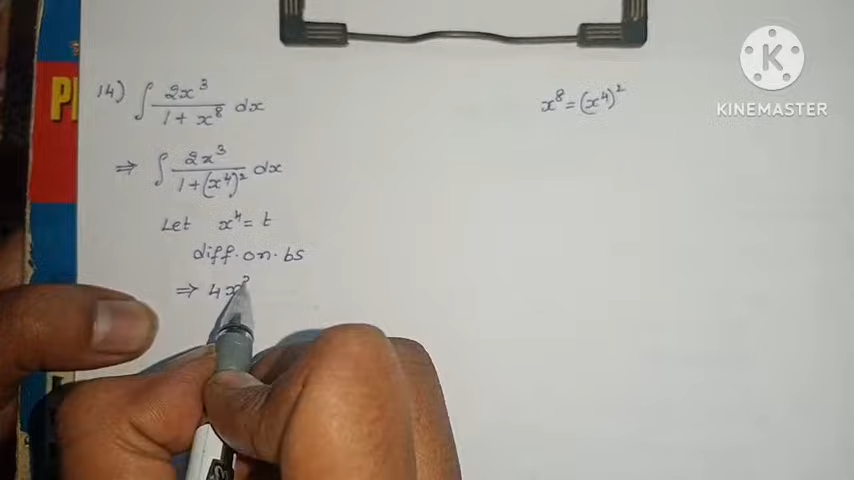 14) ∫ 2x³ / 1 + x⁸ dx
x⁸ = (x⁴)²
⇒ ∫ 2x³ / 1 + (x⁴)² dx
Let x⁴ = t
diff. on. bs
⇒ 4x³
P
K
KINEMASTER